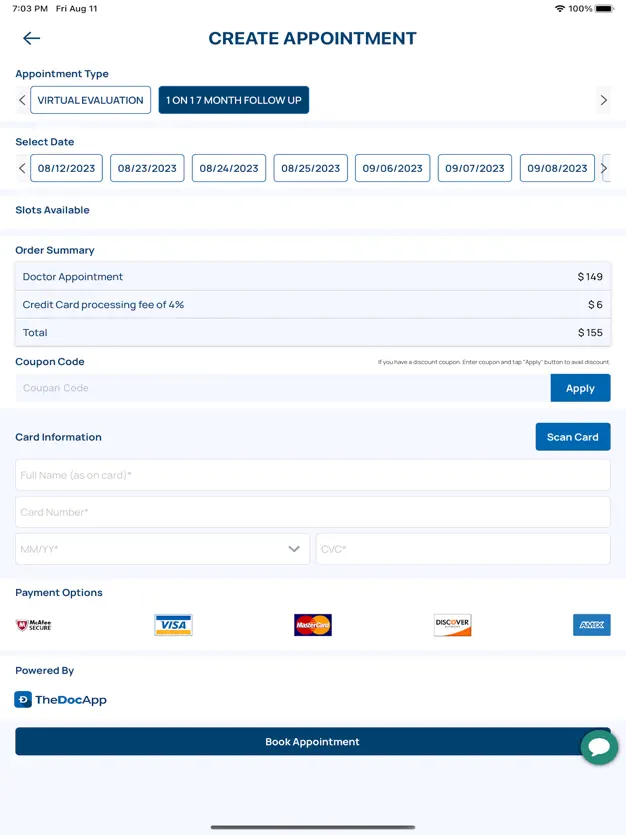 7:03 PM Fri Aug 11 100%
CREATE APPOINTMENT
Appointment Type
VIRTUAL EVALUATION 1 ON 1 7 MONTH FOLLOW UP
Select Date
08/12/2023 08/23/2023 08/24/2023 08/25/2023 09/06/2023 09/07/2023 09/08/2023
Slots Available
Order Summary
Doctor Appointment $ 149
Credit Card processing fee of 4% $ 6
Total $ 155
Coupon Code If you have a discount coupon. Enter coupon and tap "Apply" button to avail discount.
Coupan Code Apply
Card Information Scan Card
Full Name (as on card)*
Card Number*
MM/YY* CVC*
Payment Options
McAfee SECURE VISA MasterCard DISCOVER NETWORK AMEX
Powered By
TheDocApp
Book Appointment